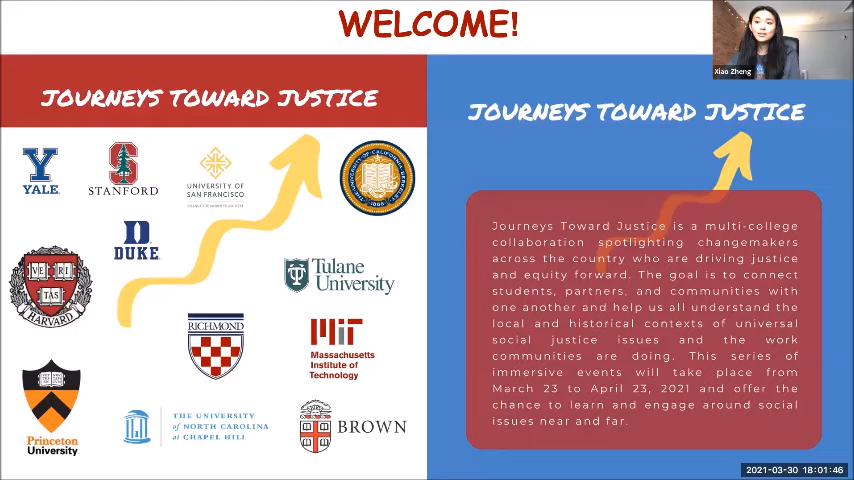 WELCOME!
Xiao Zheng
JOURNEYS TOWARD JUSTICE
YALE
STANFORD
UNIVERSITY OF
SAN FRANCISCO
DUKE
VE RI
TAS
HARVARD
Tulane
University
RICHMOND
MIT
Massachusetts
Institute of
Technology
Princeton
University
THE UNIVERSITY
of NORTH CAROLINA
at CHAPEL HILL
BROWN
JOURNEYS TOWARD JUSTICE
Journeys Toward Justice is a multi-college
collaboration spotlighting changemakers
across the country who are driving justice
and equity forward. The goal is to connect
students, partners, and communities with
one another and help us all understand the
local and historical contexts of universal
social justice issues and the work
communities are doing. This series of
immersive events will take place from
March 23 to April 23, 2021 and offer the
chance to learn and engage around social
issues near and far.
2021-03-30 18:01:46